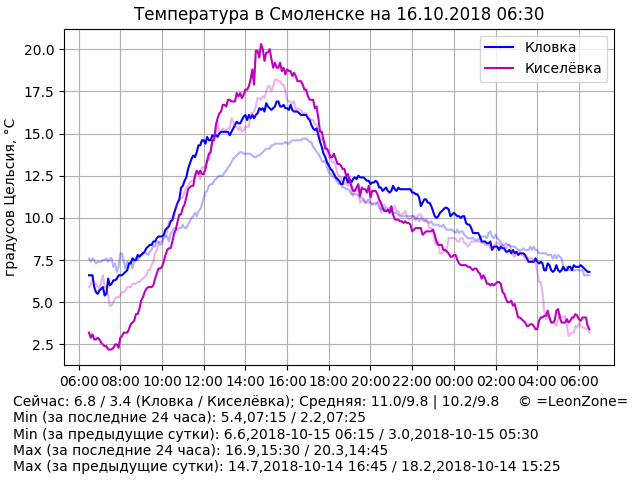 Температура в Смоленске на 16.10.2018 06:30
Кловка
Киселёвка
градусов Цельсия, °C
20.0
17.5
15.0
12.5
10.0
7.5
5.0
2.5
06:00 08:00 10:00 12:00 14:00 16:00 18:00 20:00 22:00 00:00 02:00 04:00 06:00
Сейчас: 6.8 / 3.4 (Кловка / Киселёвка); Средняя: 11.0/9.8 | 10.2/9.8 © =LeonZone=
Min (за последние 24 часа): 5.4,07:15 / 2.2,07:25
Min (за предыдущие сутки): 6.6,2018-10-15 06:15 / 3.0,2018-10-15 05:30
Max (за последние 24 часа): 16.9,15:30 / 20.3,14:45
Max (за предыдущие сутки): 14.7,2018-10-14 16:45 / 18.2,2018-10-14 15:25